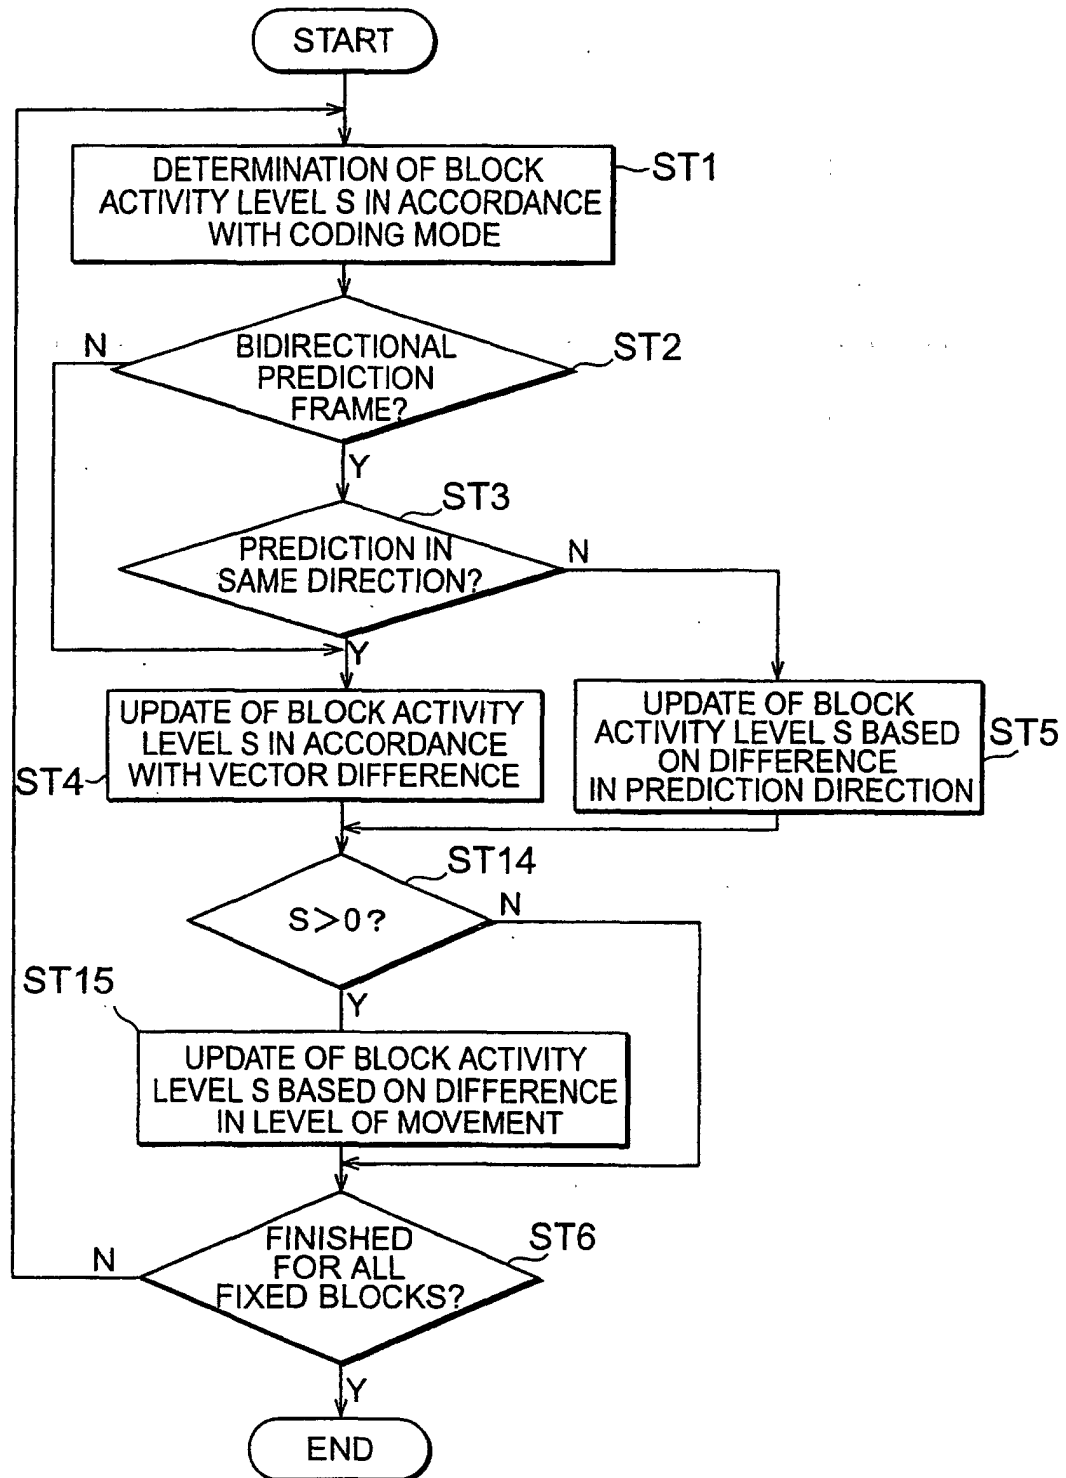 START
DETERMINATION OF BLOCK
ACTIVITY LEVEL S IN ACCORDANCE
WITH CODING MODE
ST1
N
BIDIRECTIONAL
PREDICTION
FRAME?
ST2
Y
ST3
PREDICTION IN
SAME DIRECTION?
N
Y
UPDATE OF BLOCK ACTIVITY
LEVEL S IN ACCORDANCE
WITH VECTOR DIFFERENCE
ST4
UPDATE OF BLOCK
ACTIVITY LEVEL S BASED
ON DIFFERENCE
IN PREDICTION DIRECTION
ST5
ST14
S>0?
N
Y
ST15
UPDATE OF BLOCK ACTIVITY
LEVEL S BASED ON DIFFERENCE
IN LEVEL OF MOVEMENT
N
FINISHED
FOR ALL
FIXED BLOCKS?
ST6
Y
END